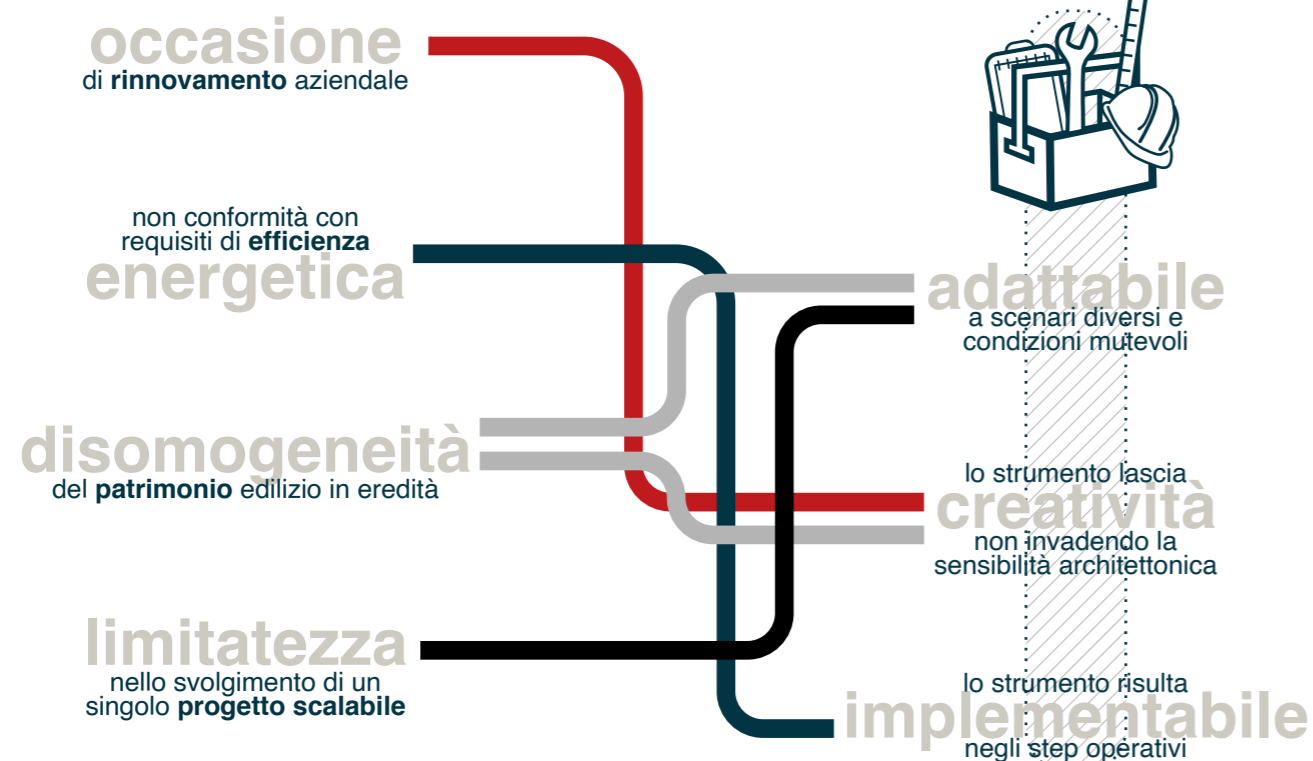 occasione
di rinnovamento aziendale
non conformità con
requisiti di efficienza
energetica
disomogeneità
del patrimonio edilizio in eredità
limitatezza
nello svolgimento di un
singolo progetto scalabile
adattabile
a scenari diversi e
condizioni mutevoli
lo strumento lascia
creatività
non invadendo la
sensibilità architettonica
lo strumento risulta
implementabile
negli step operativi